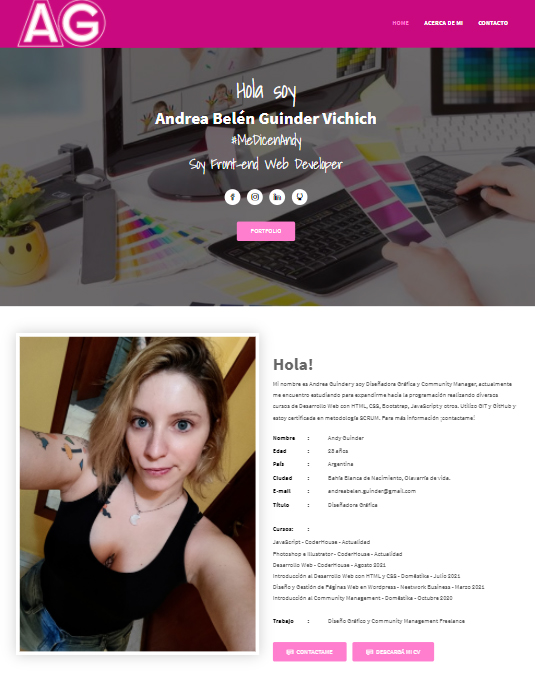 AG
HOME ACERCA DE MI CONTACTO
Hola soy
Andrea Belén Guinder Vichich
#MeDicenAndy
Soy Front-end Web Developer
PORTFOLIO
Hola!
Mi nombre es Andrea Guinder y soy Diseñadora Gráfica y Community Manager, actualmente
me encuentro estudiando para expandirme hacia la programación realizando diversos
cursos de Desarrollo Web con HTML, CSS, Bootstrap, JavaScript y otros. Utilizo GIT y GitHub y
estoy certificada en metodología SCRUM. Para más información ¡contactame!
Nombre : Andy Guinder
Edad : 28 años
País : Argentina
Ciudad : Bahía Blanca de Nacimiento, Olavarría de vida.
E-mail : andreabelen.guinder@gmail.com
Título : Diseñadora Gráfica
Cursos: :
JavaScript - CoderHouse - Actualidad
Photoshop e Illustrator - CoderHouse - Actualidad
Desarrollo Web - CoderHouse - Agosto 2021
Introducción al Desarrollo Web con HTML y CSS - Doméstika - Julio 2021
Diseño y Gestión de Páginas Web en Wordpress - Neetwork Business - Marzo 2021
Introducción al Community Management - Doméstika - Octubre 2020
Trabajo : Diseño Gráfico y Community Management Freelance
CONTACTAME DESCARGÁ MI CV